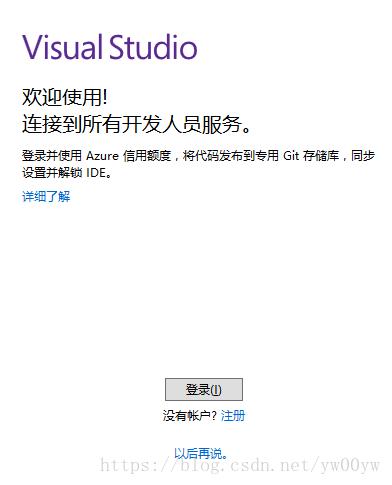 Visual Studio
欢迎使用!
连接到所有开发人员服务。
登录并使用 Azure 信用额度，将代码发布到专用 Git 存储库，同步
设置并解锁 IDE。
详细了解
登录(I)
没有帐户? 注册
以后再说。
https://blog.csdn.net/yw00yw